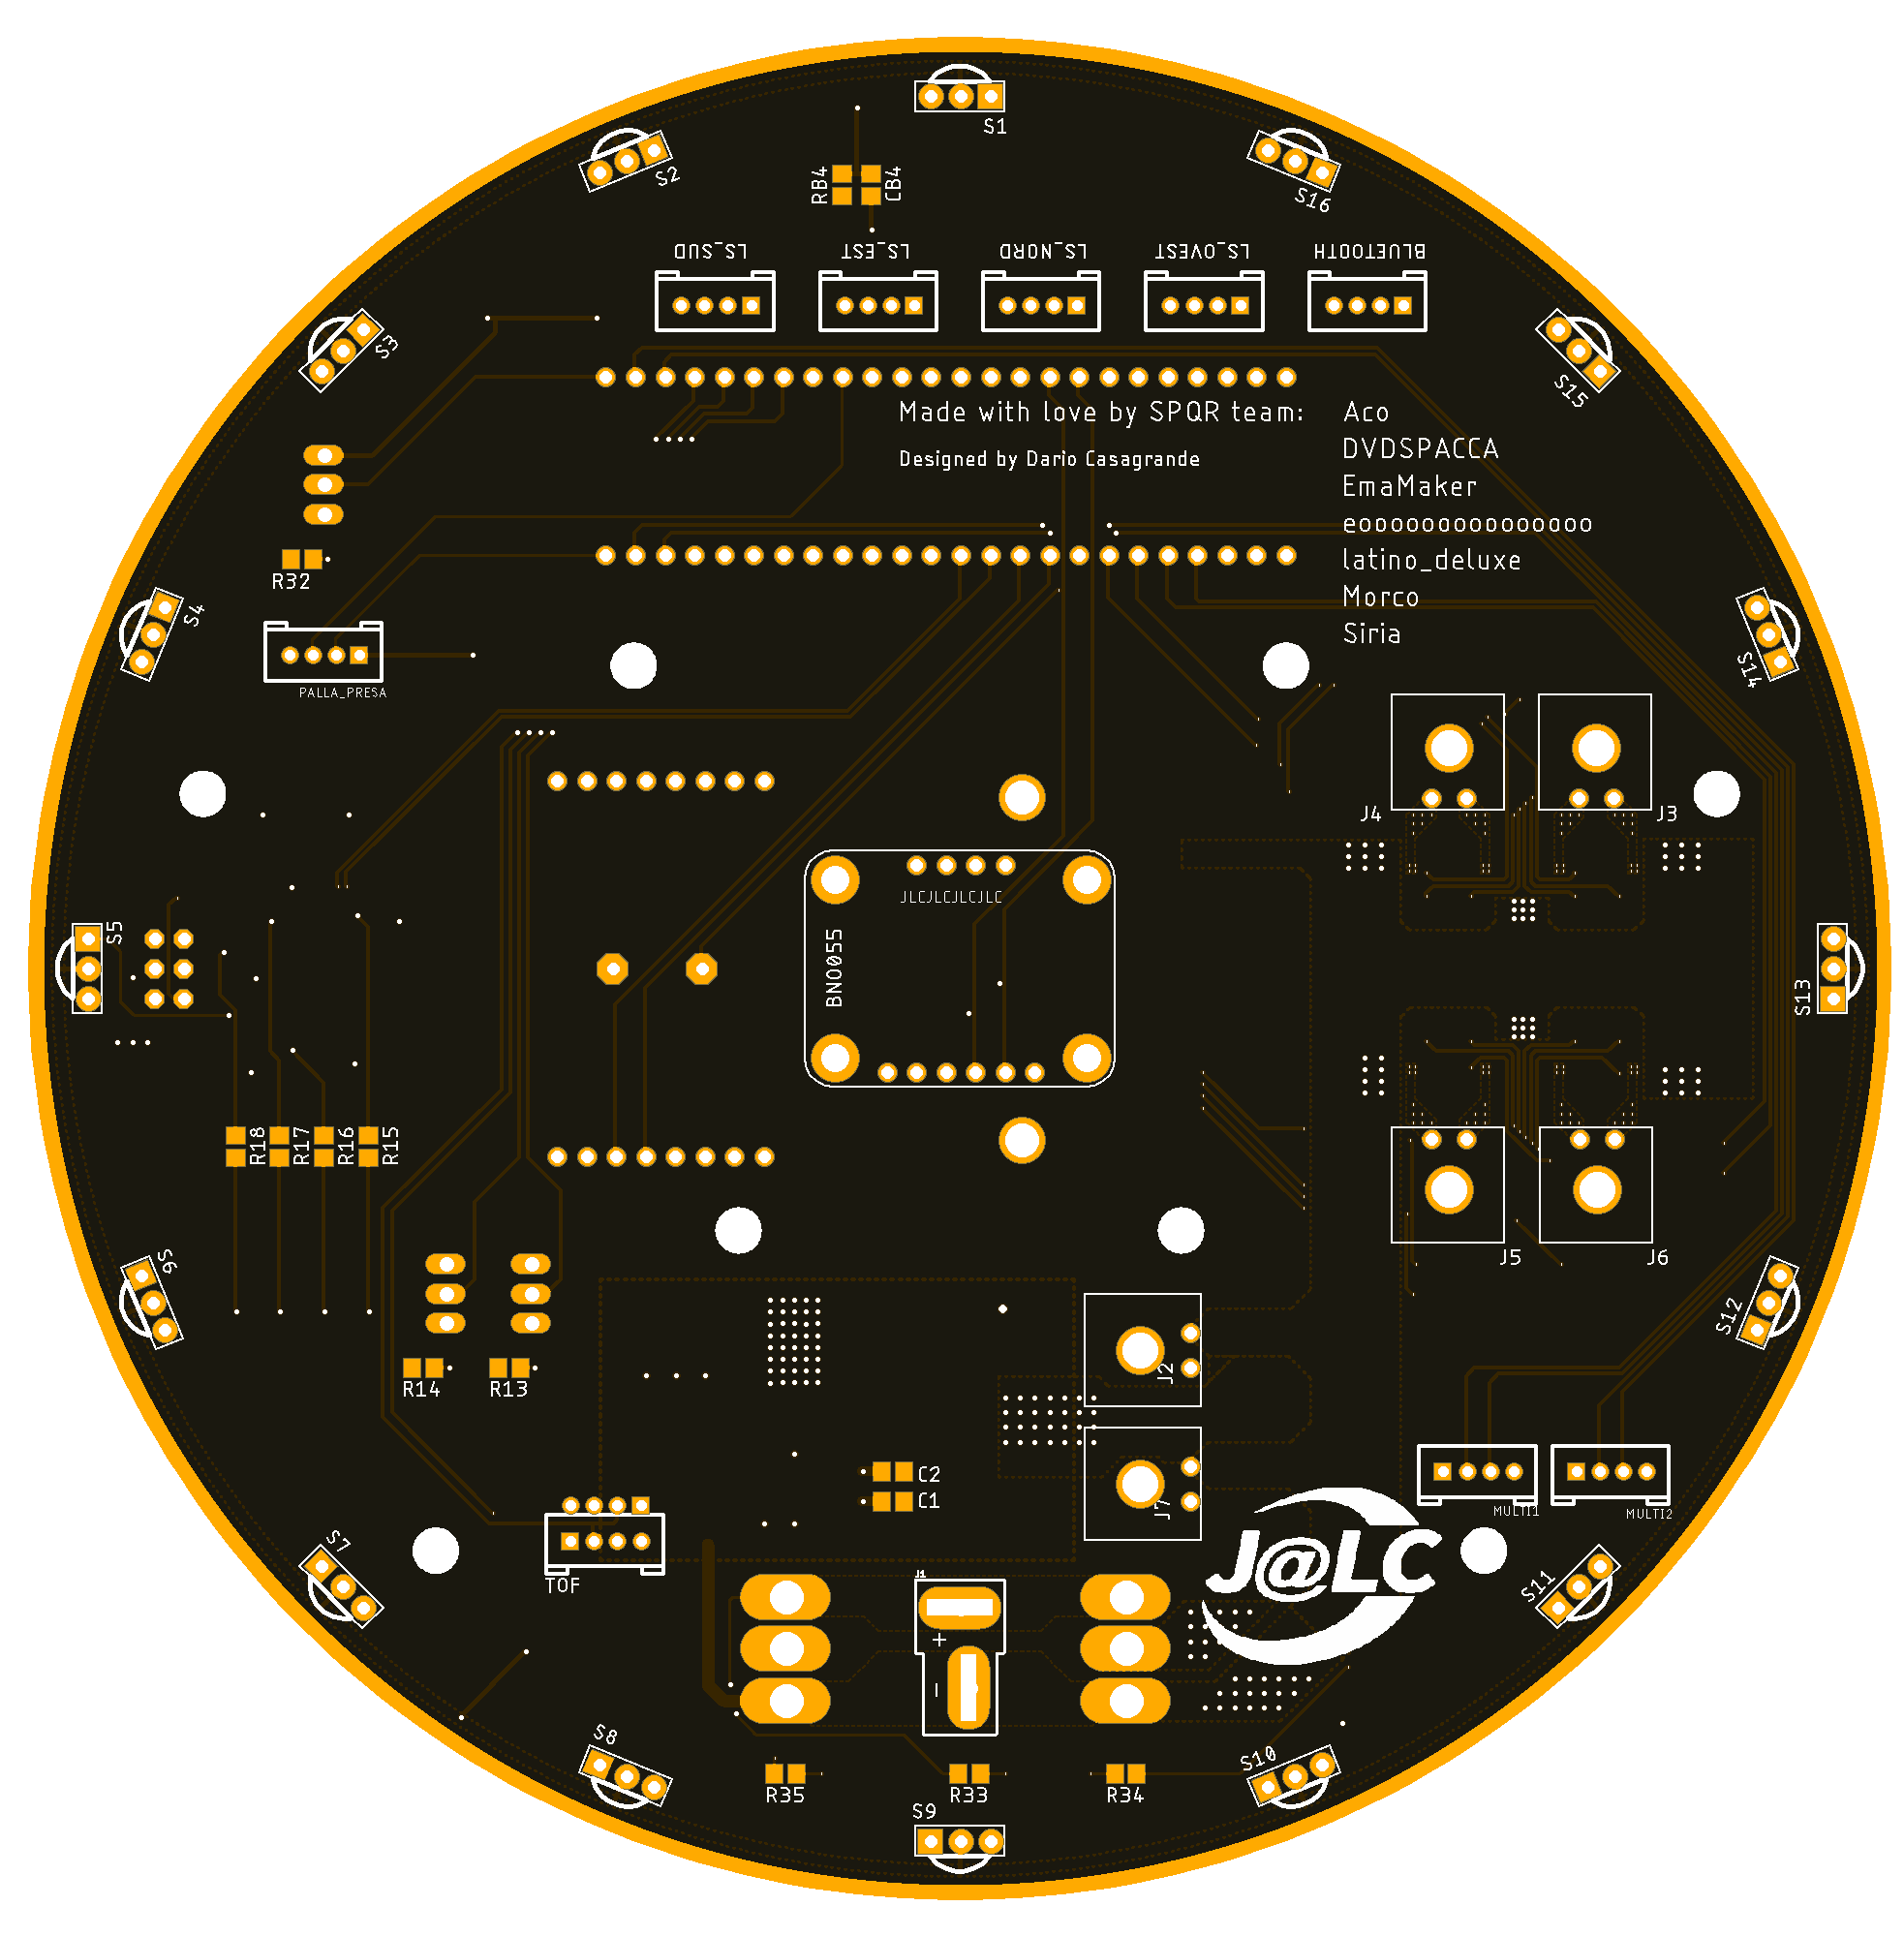 S1
S2
S16
RB4
CB4
LS_SUD
LS_EST
LS_NORD
LS_OVEST
BLUETOOTH
S3
S15
Made with love by SPQR team:
Designed by Dario Casagrande
Aco
DVDSPACCA
EmaMaker
eooooooooooooooo
latino_deluxe
Morco
Siria
R32
S4
S14
PALLA_PRESA
J4
J3
JLCJLCJLCJLC
BNO055
S5
S13
R18
R17
R16
R15
J5
J6
S6
S12
J2
R14
R13
C2
C1
J7
MULTI1
MULTI2
J@LC
S7
TOF
J1
S11
+
-
S8
S10
R35
R33
R34
S9